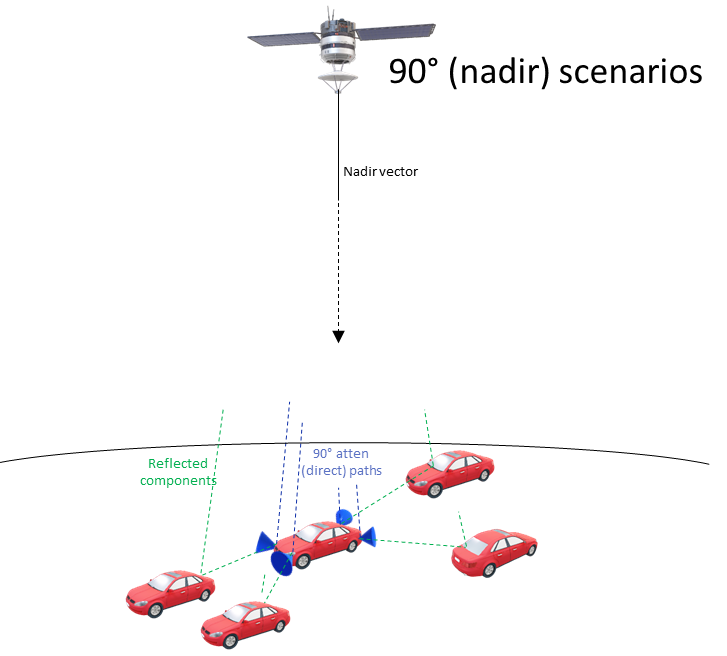 90° (nadir) scenarios
Nadir vector
90° atten
(direct) paths
Reflected
components